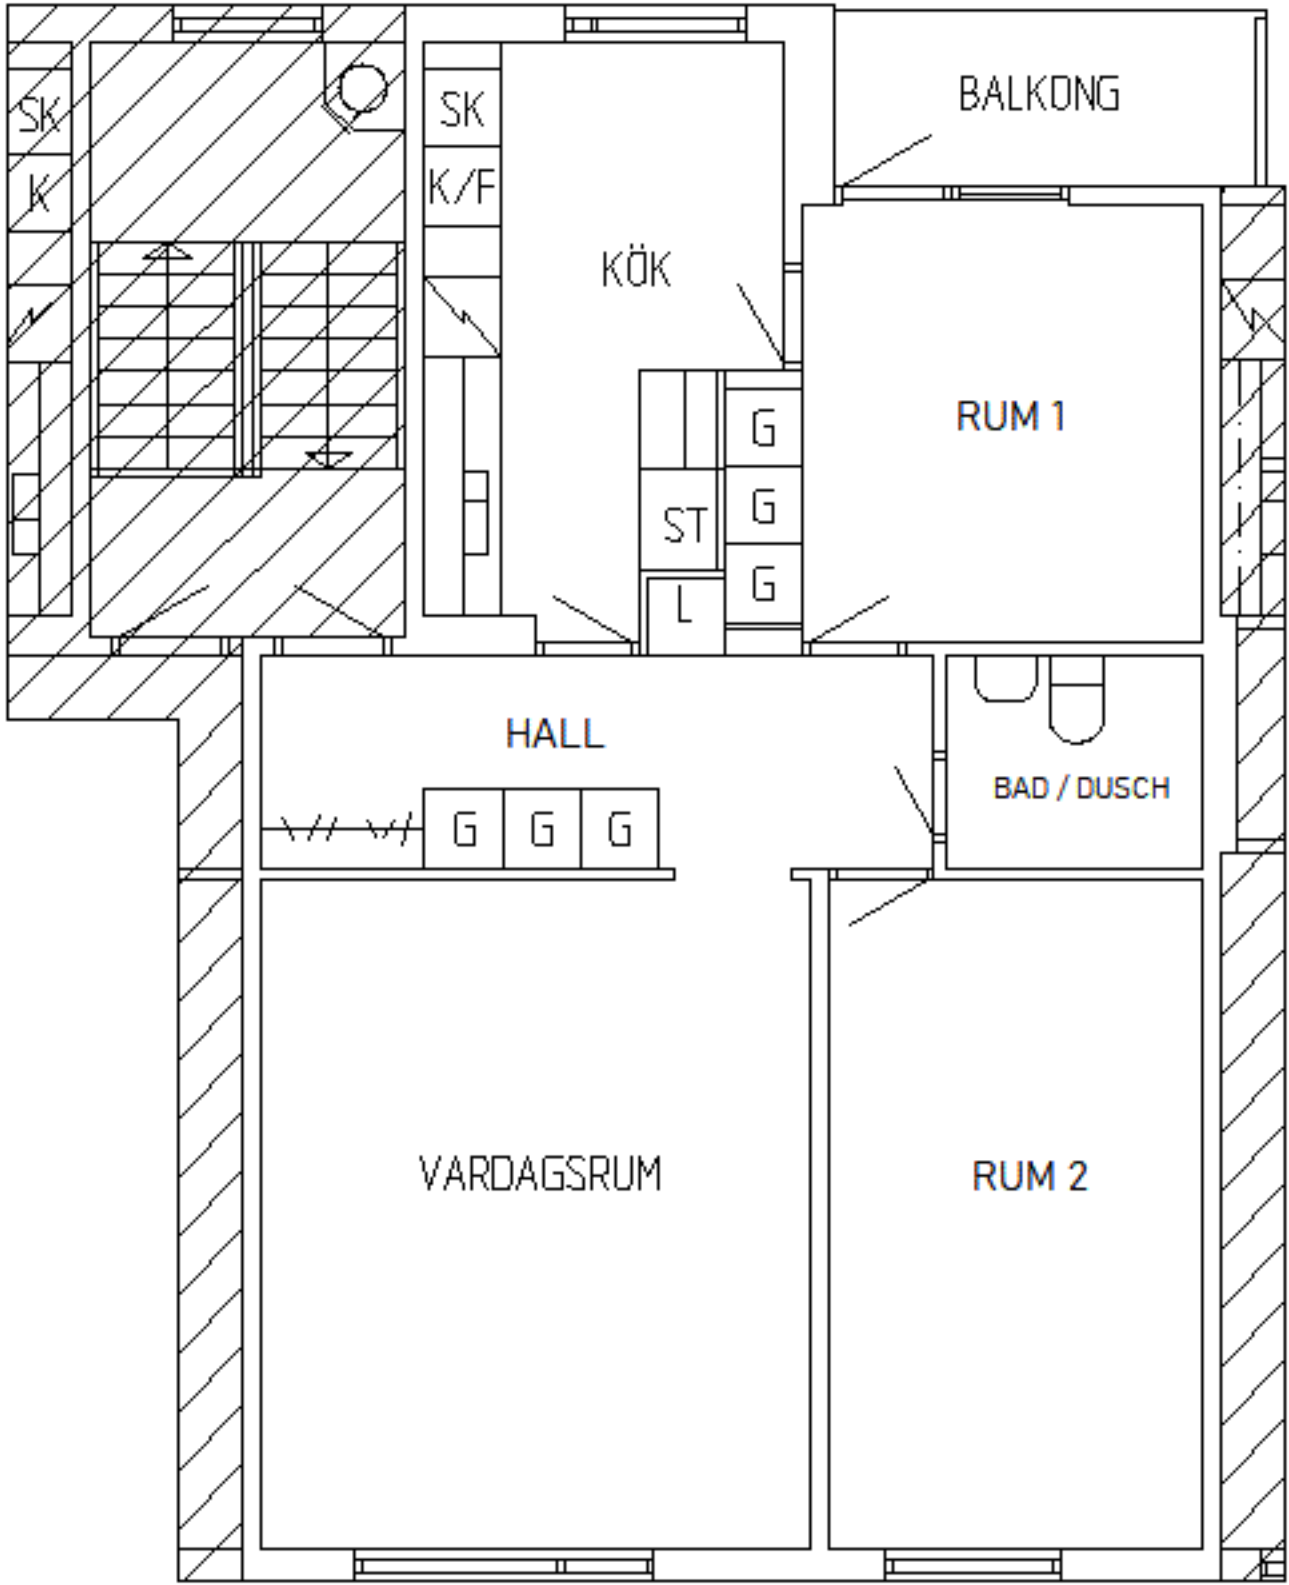 SK
K
SK
K/F
KÖK
BALKONG
RUM 1
G
G
G
ST
L
HALL
G G G
BAD / DUSCH
VARDAGSRUM
RUM 2